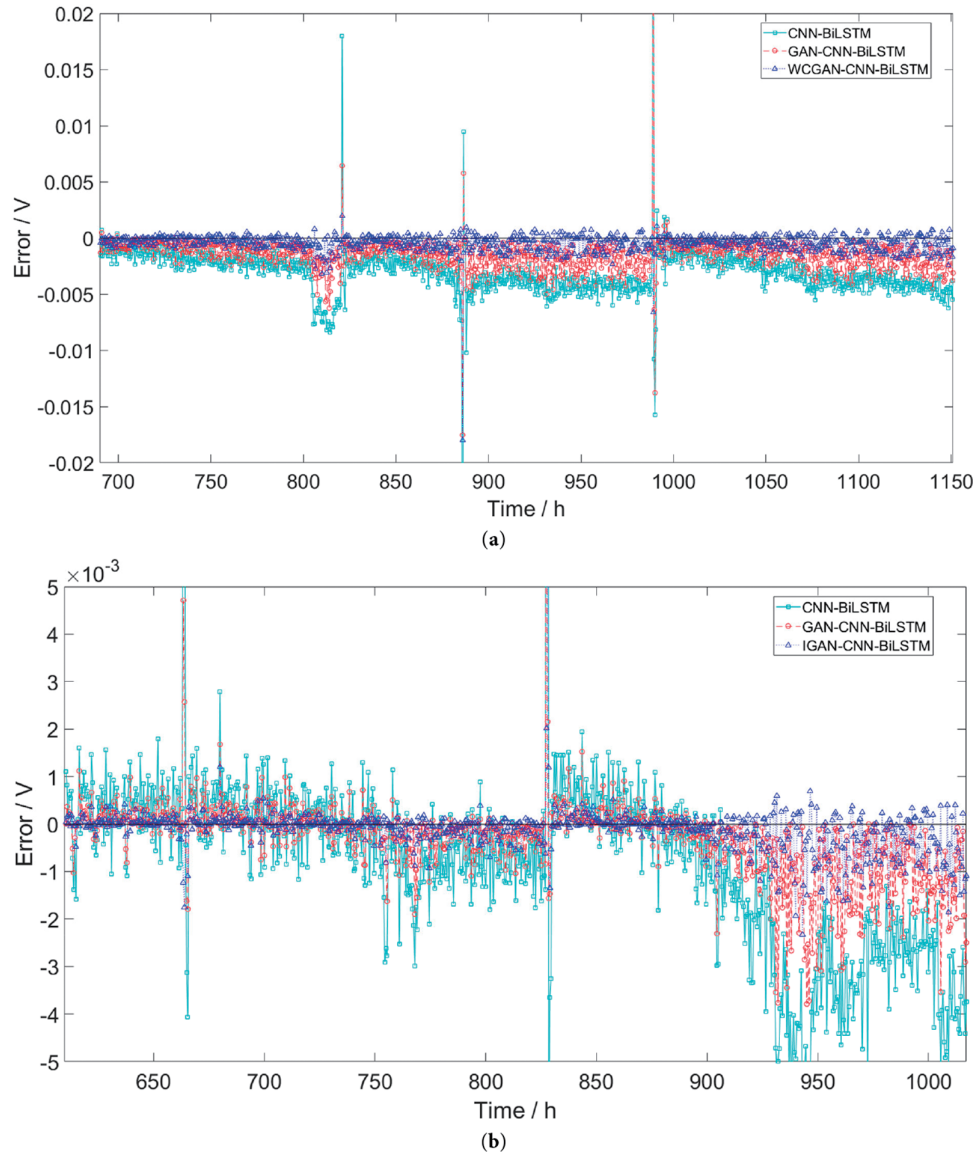 0.02
0.015
0.01
0.005
0
-0.005
-0.01
-0.015
-0.02
Error / V
CNN-BiLSTM
GAN-CNN-BiLSTM
WCGAN-CNN-BiLSTM
700 750 800 850 900 950 1000 1050 1100 1150
Time / h
(a)
×10⁻³
5
4
3
2
1
0
-1
-2
-3
-4
-5
Error / V
CNN-BiLSTM
GAN-CNN-BiLSTM
IGAN-CNN-BiLSTM
650 700 750 800 850 900 950 1000
Time / h
(b)